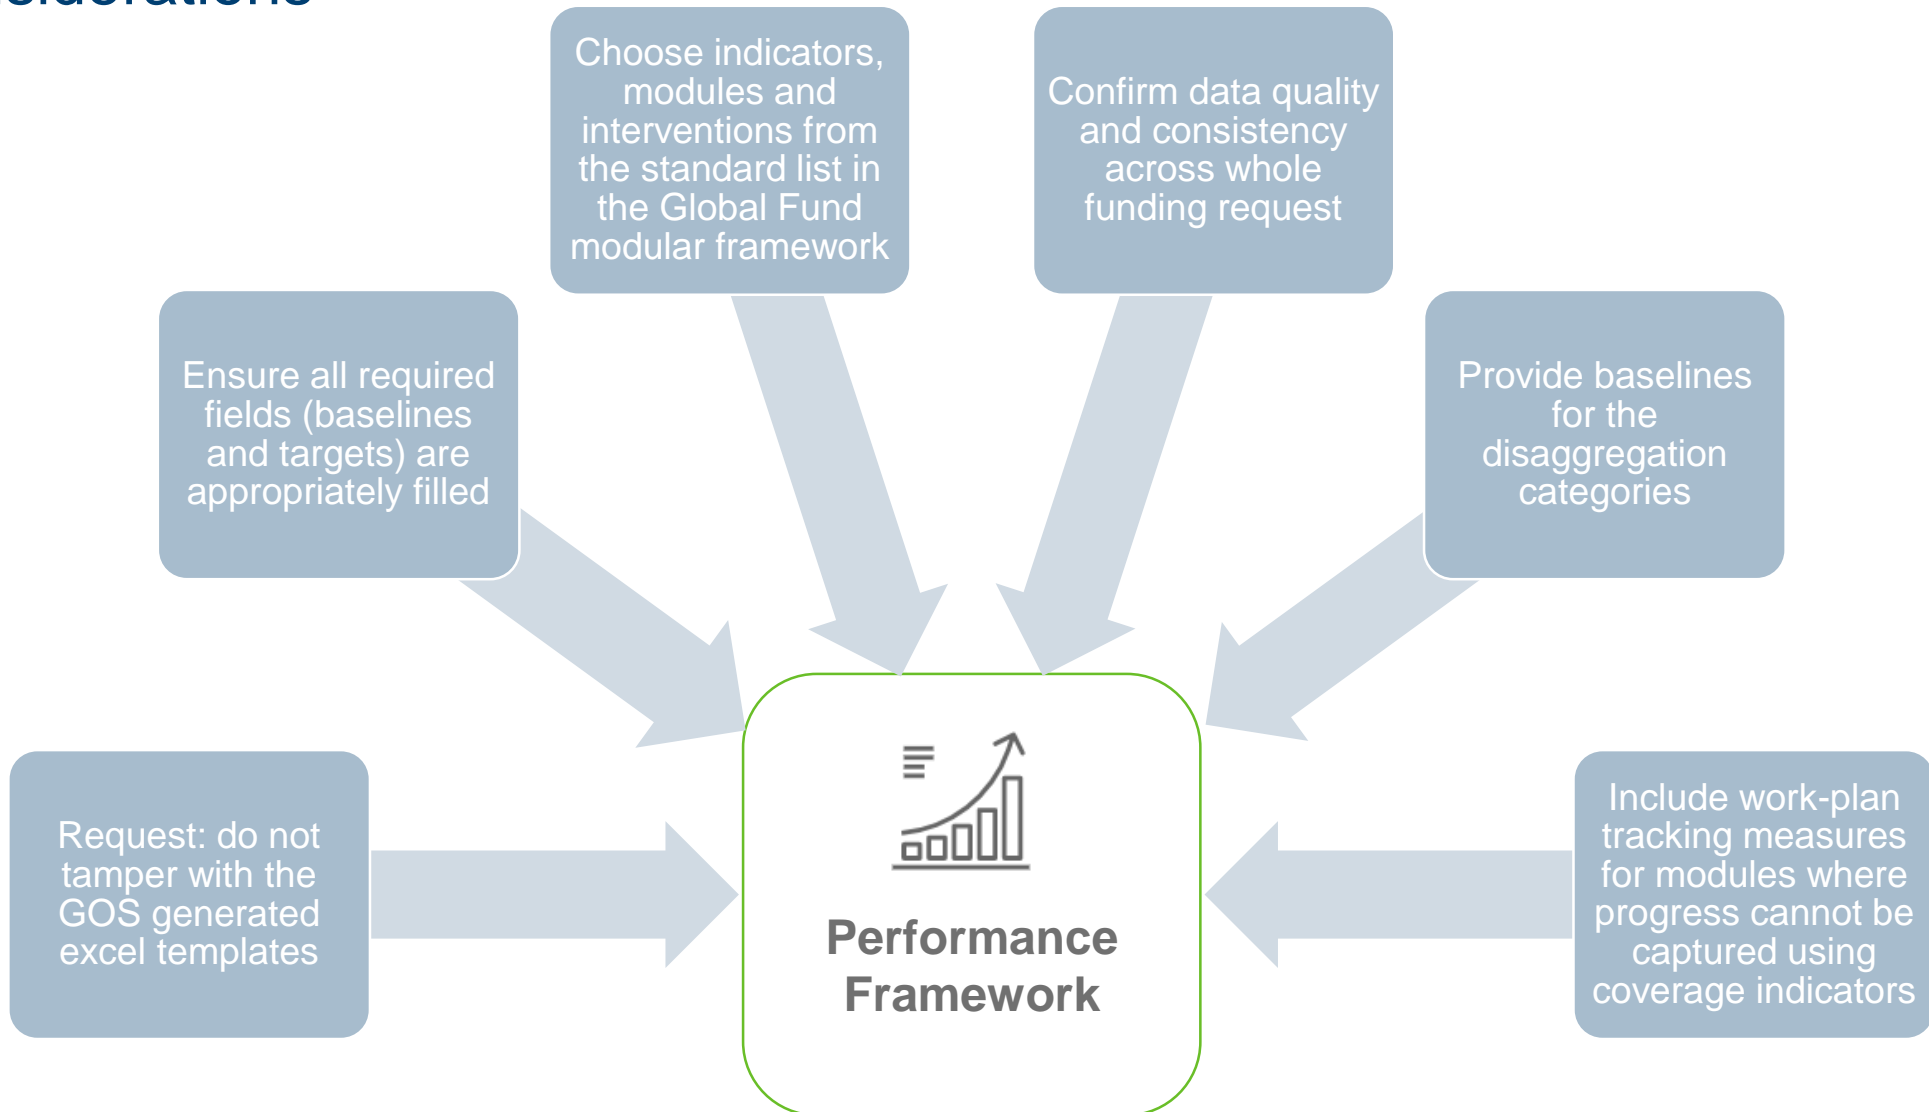 Choose indicators,
modules and
interventions from
the standard list in
the Global Fund
modular framework
Confirm data quality
and consistency
across whole
funding request
Ensure all required
fields (baselines
and targets) are
appropriately filled
Provide baselines
for the
disaggregation
categories
Request: do not
tamper with the
GOS generated
excel templates
Include work-plan
tracking measures
for modules where
progress cannot be
captured using
coverage indicators
Performance
Framework